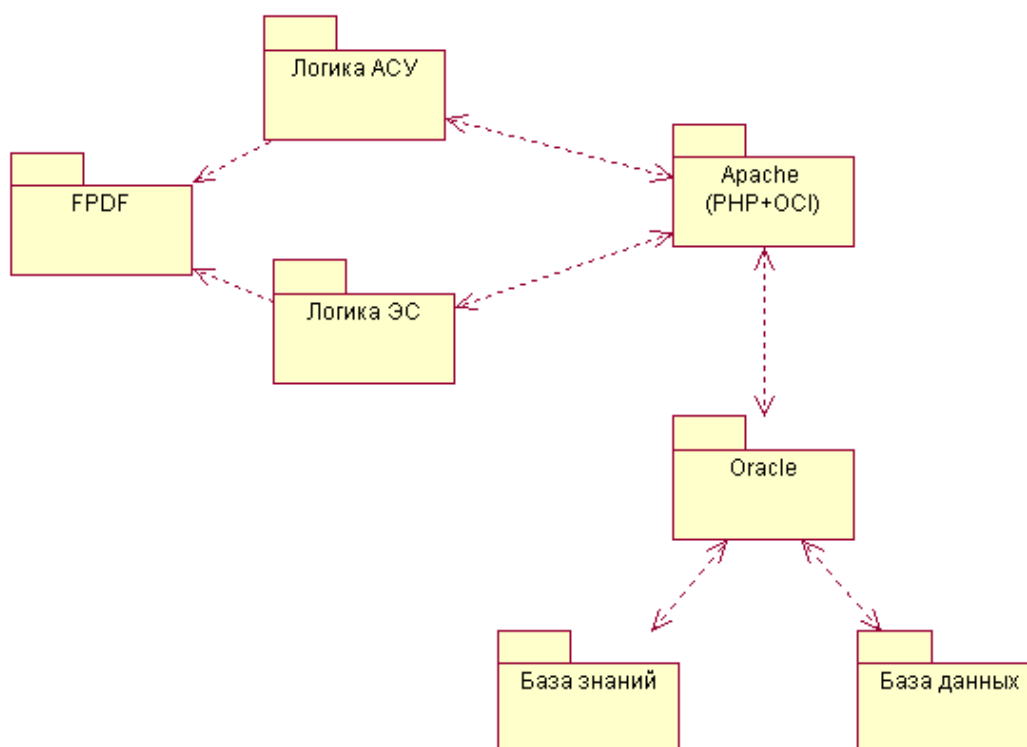 Логика АСУ
FPDF
Apache
(PHP+OCI)
Логика ЭС
Oracle
База знаний
База данных